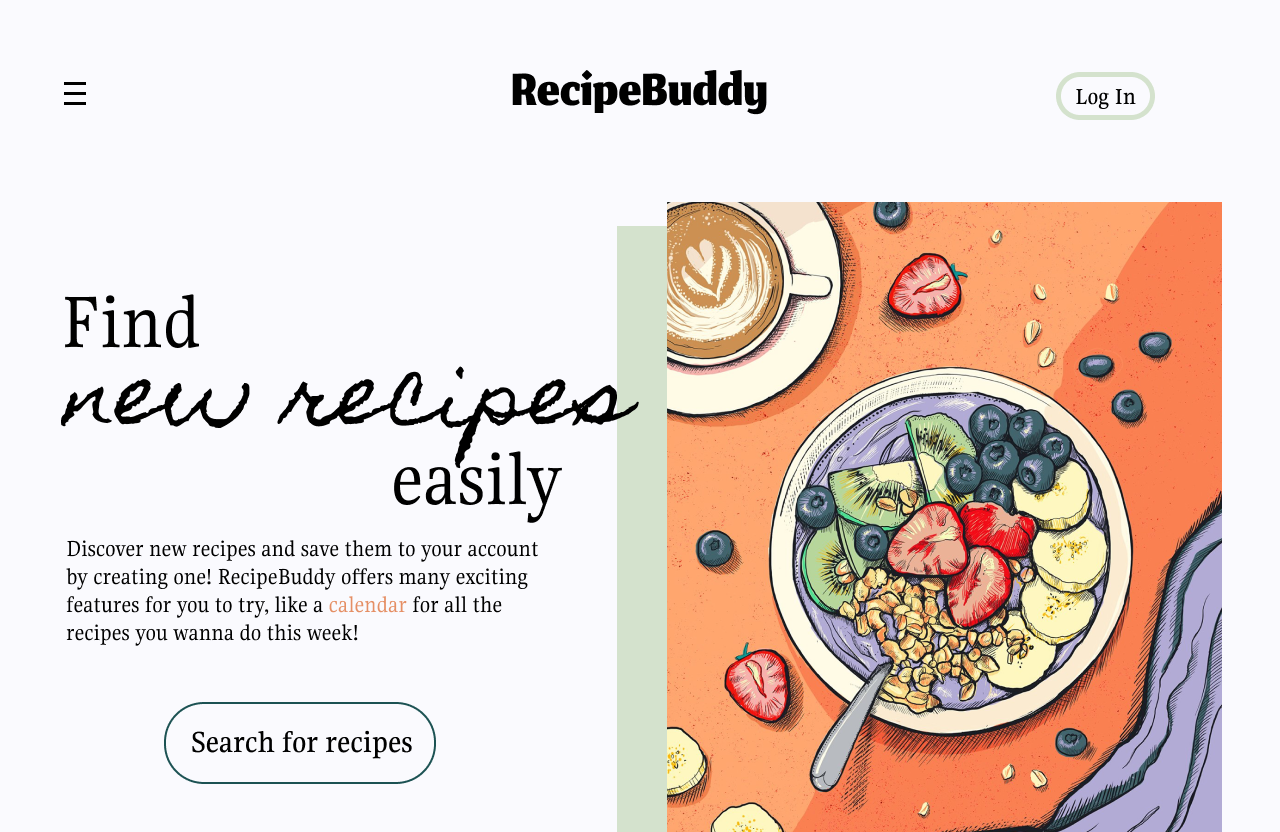 RecipeBuddy
Log In
Find
new recipes
easily
Discover new recipes and save them to your account
by creating one! RecipeBuddy offers many exciting
features for you to try, like a calendar for all the
recipes you wanna do this week!
Search for recipes